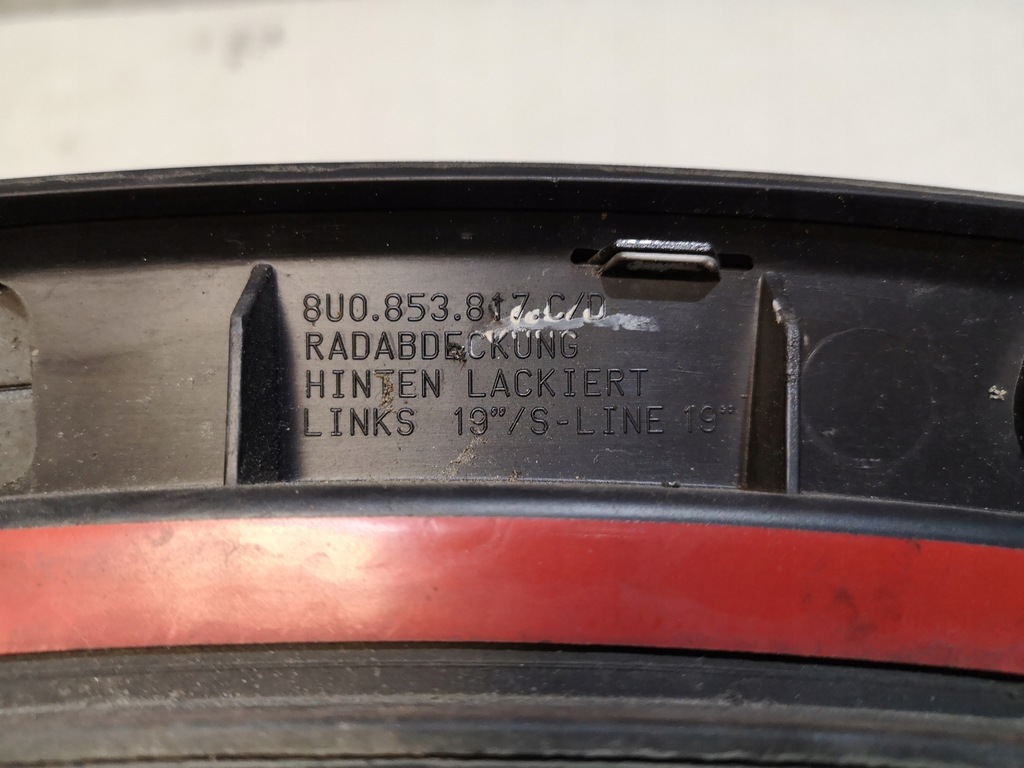 8U0.853.817 C/D
RADABDECKUNG
HINTEN LACKIERT
LINKS 19"/S-LINE 19"